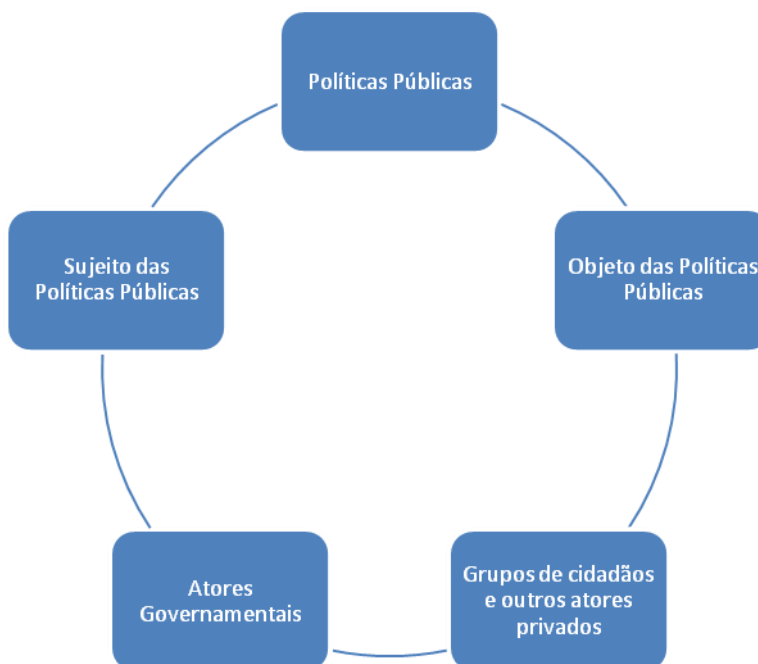 Políticas Públicas
Sujeito das
Políticas Públicas
Objeto das Políticas
Públicas
Atores
Governamentais
Grupos de cidadãos
e outros atores
privados